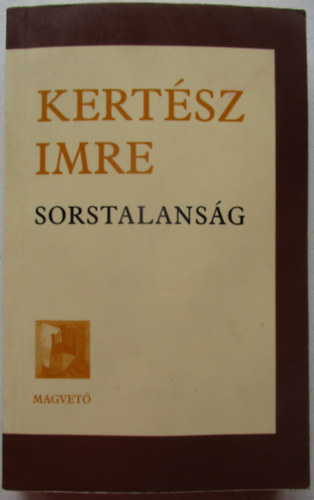 KERTÉSZ
IMRE
SORSTALANSÁG
MAGVETŐ